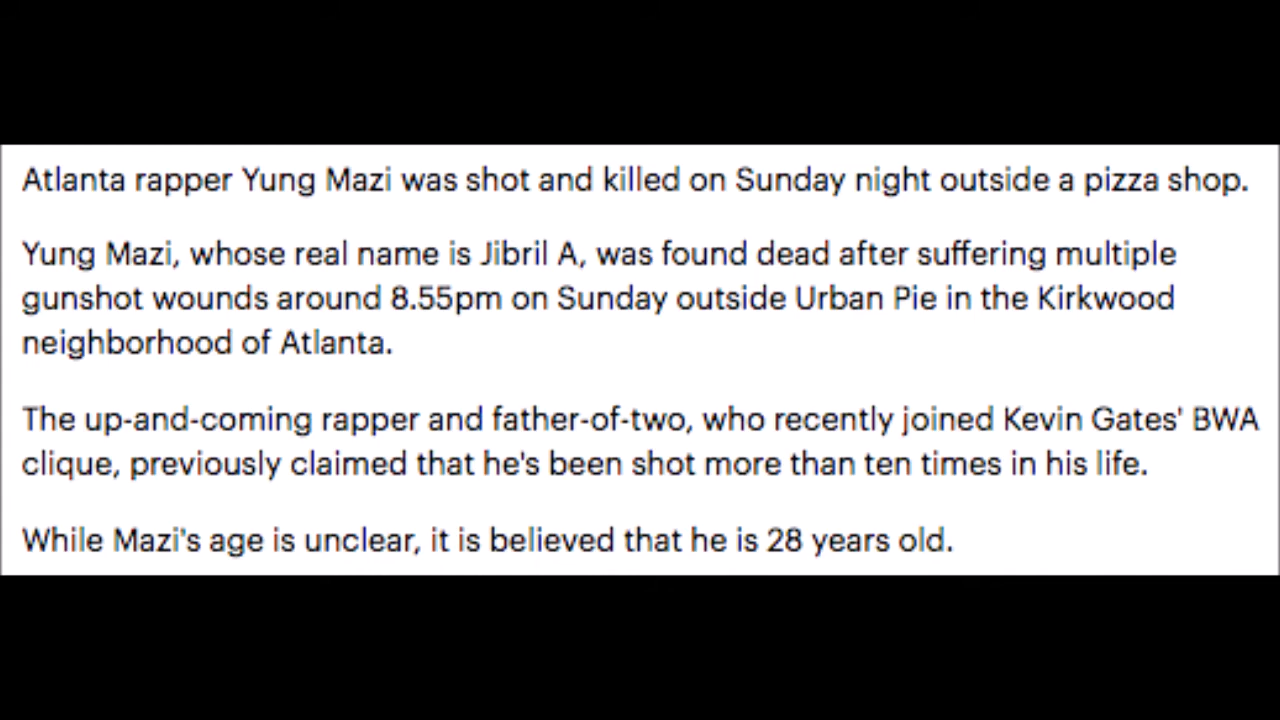 Atlanta rapper Yung Mazi was shot and killed on Sunday night outside a pizza shop.
Yung Mazi, whose real name is Jibril A, was found dead after suffering multiple
gunshot wounds around 8.55pm on Sunday outside Urban Pie in the Kirkwood
neighborhood of Atlanta.
The up-and-coming rapper and father-of-two, who recently joined Kevin Gates' BWA
clique, previously claimed that he's been shot more than ten times in his life.
While Mazi's age is unclear, it is believed that he is 28 years old.